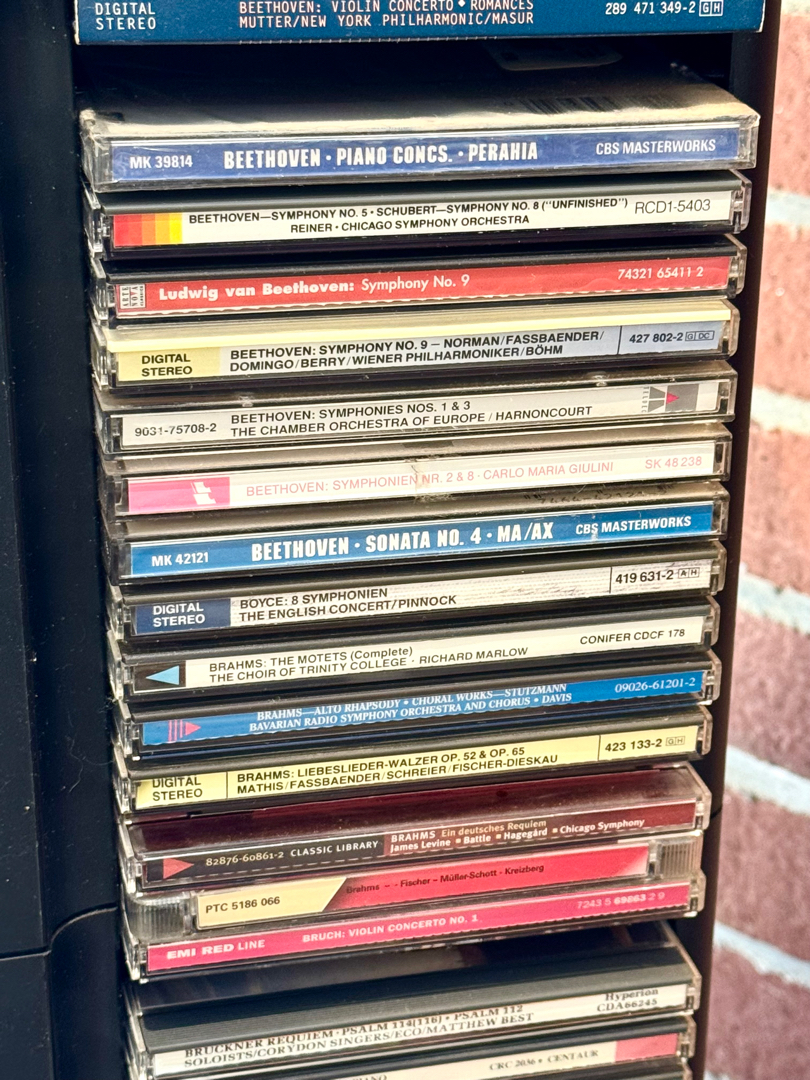 DIGITAL
STEREO
BEETHOVEN: VIOLIN CONCERTO • ROMANCES
MUTTER/NEW YORK PHILHARMONIC/MASUR
289 471 349-2 GH
MK 39814
BEETHOVEN · PIANO CONCS. · PERAHIA
CBS MASTERWORKS
BEETHOVEN—SYMPHONY NO. 5 • SCHUBERT—SYMPHONY NO. 8 ("UNFINISHED")
REINER • CHICAGO SYMPHONY ORCHESTRA
RCD1-5403
ARTE NOVA
Ludwig van Beethoven: Symphony No. 9
74321 65411 2
DIGITAL
STEREO
BEETHOVEN: SYMPHONY NO. 9 – NORMAN/FASSBAENDER/
DOMINGO/BERRY/WIENER PHILHARMONIKER/BÖHM
427 802-2 G DC
9031-75708-2
BEETHOVEN: SYMPHONIES NOS. 1 & 3
THE CHAMBER ORCHESTRA OF EUROPE / HARNONCOURT
BEETHOVEN: SYMPHONIEN NR. 2 & 8 - CARLO MARIA GIULINI
SK 48 238
MK 42121
BEETHOVEN · SONATA NO. 4 · MA/AX
CBS MASTERWORKS
DIGITAL
STEREO
BOYCE: 8 SYMPHONIEN
THE ENGLISH CONCERT/PINNOCK
419 631-2 AH
BRAHMS: THE MOTETS (Complete)
THE CHOIR OF TRINITY COLLEGE · RICHARD MARLOW
CONIFER CDCF 178
BRAHMS—ALTO RHAPSODY • CHORAL WORKS—STUTZMANN
BAVARIAN RADIO SYMPHONY ORCHESTRA AND CHORUS • DAVIS
09026-61201-2
DIGITAL
STEREO
BRAHMS: LIEBESLIEDER-WALZER OP. 52 & OP. 65
MATHIS/FASSBAENDER/SCHREIER/FISCHER-DIESKAU
423 133-2 GH
82876-60861-2 CLASSIC LIBRARY
BRAHMS Ein deutsches Requiem
James Levine ■ Battle ■ Hagegård ■ Chicago Symphony
PTC 5186 066
Brahms - - Fischer – Müller-Schott - Kreizberg
EMI RED LINE
BRUCH: VIOLIN CONCERTO NO. 1
7243 5 69863 2 9
BRUCKNER REQUIEM · PSALM 114(116) • PSALM 112
SOLOISTS/CORYDON SINGERS/ECO/MATTHEW BEST
Hyperion
CDA66245
PIANO
CRC 2036 • CENTAUR